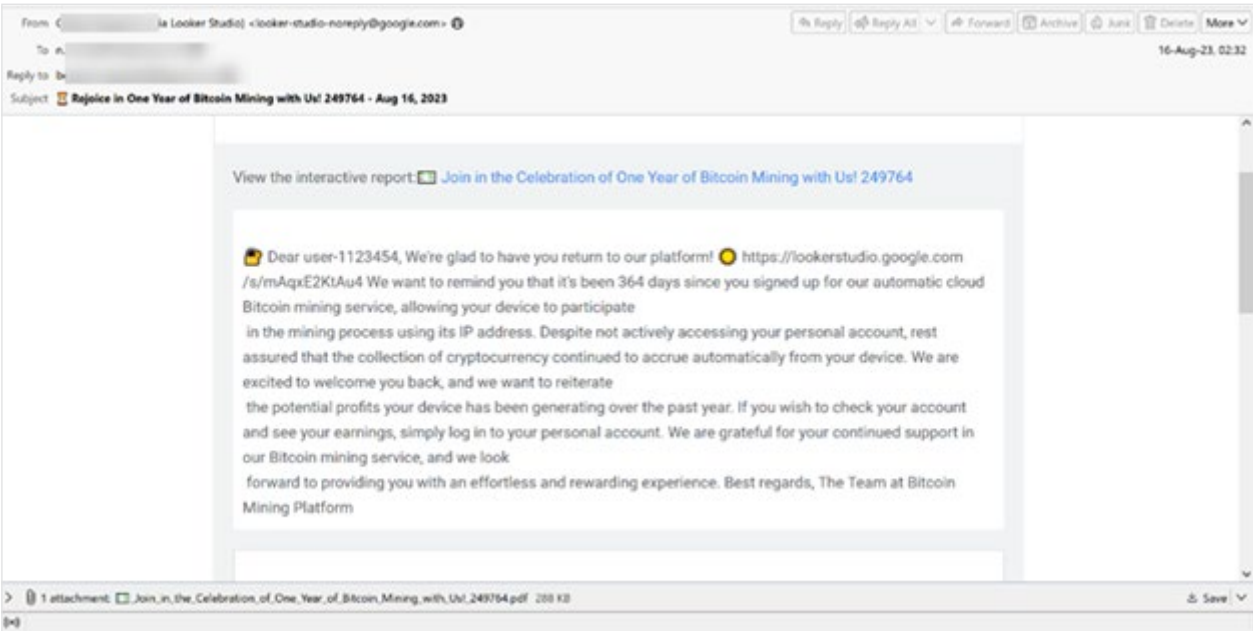 From
ia Looker Studio) <looker-studio-noreply@google.com>
Reply
Reply All
Forward
Archive
Junk
Delete
More
To n.
16-Aug-23, 02:32
Reply to
Subject ⏳ Rejoice in One Year of Bitcoin Mining with Us! 249764 - Aug 16, 2023
View the interactive report: Join in the Celebration of One Year of Bitcoin Mining with Us! 249764
Dear user-1123454, We're glad to have you return to our platform! https://lookerstudio.google.com
/s/mAqxE2KtAu4 We want to remind you that it's been 364 days since you signed up for our automatic cloud
Bitcoin mining service, allowing your device to participate
in the mining process using its IP address. Despite not actively accessing your personal account, rest
assured that the collection of cryptocurrency continued to accrue automatically from your device. We are
excited to welcome you back, and we want to reiterate
the potential profits your device has been generating over the past year. If you wish to check your account
and see your earnings, simply log in to your personal account. We are grateful for your continued support in
our Bitcoin mining service, and we look
forward to providing you with an effortless and rewarding experience. Best regards, The Team at Bitcoin
Mining Platform
1 attachment: _Join_in_the_Celebration_of_One_Year_of_Bitcoin_Mining_with_Us!_249764.pdf 288 KB
Save